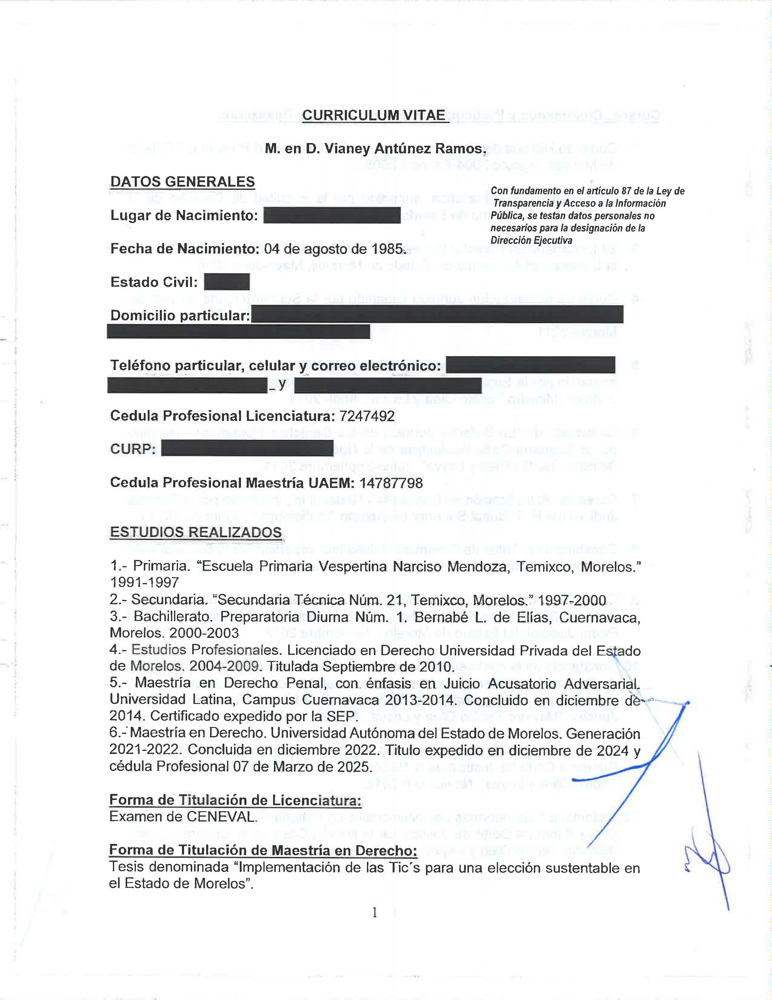 CURRICULUM VITAE
M. en D. Vianey Antúnez Ramos.
DATOS GENERALES
Con fundamento en el artículo 87 de la Ley de
Transparencia y Acceso a la Información
Pública, se testan datos personales no
necesarios para la designación de la
Dirección Ejecutiva
Lugar de Nacimiento:
Fecha de Nacimiento: 04 de agosto de 1985.
Estado Civil:
Domicilio particular:
Teléfono particular, celular y correo electrónico:
y
Cedula Profesional Licenciatura: 7247492
CURP:
Cedula Profesional Maestría UAEM: 14787798
ESTUDIOS REALIZADOS
1.- Primaria. “Escuela Primaria Vespertina Narciso Mendoza, Temixco, Morelos.”
1991-1997
2.- Secundaria. “Secundaria Técnica Núm. 21, Temixco, Morelos.” 1997-2000.
3.- Bachillerato. Preparatoria Diurna Núm. 1. Bernabé L. de Elías, Cuernavaca,
Morelos. 2000-2003
4.- Estudios Profesionales. Licenciado en Derecho Universidad Privada del Estado
de Morelos. 2004-2009. Titulada Septiembre de 2010.
5.- Maestría en Derecho Penal, con énfasis en Juicio Acusatorio Adversarial.
Universidad Latina, Campus Cuernavaca 2013-2014. Concluido en diciembre de
2014. Certificado expedido por la SEP.
6.- Maestría en Derecho. Universidad Autónoma del Estado de Morelos. Generación
2021-2022. Concluida en diciembre 2022. Titulo expedido en diciembre de 2024 y
cédula Profesional 07 de Marzo de 2025.
Forma de Titulación de Licenciatura:
Examen de CENEVAL.
Forma de Titulación de Maestría en Derecho:
Tesis denominada “Implementación de las Tic´s para una elección sustentable en
el Estado de Morelos”.
1